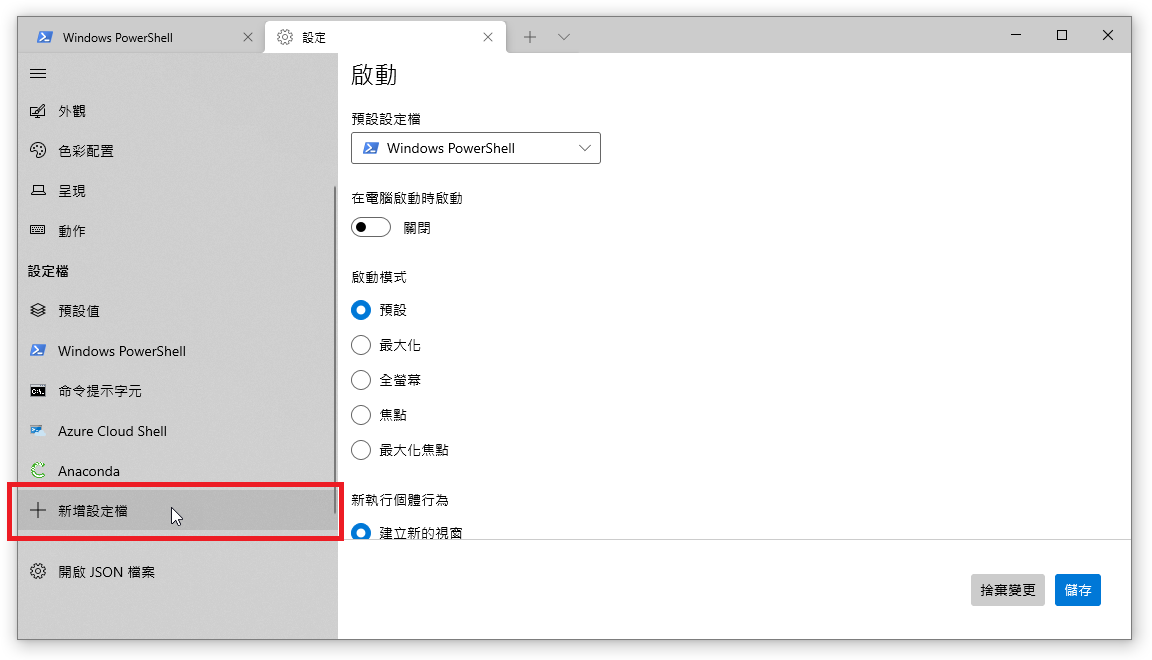 Windows PowerShell
設定
外觀
色彩配置
呈現
動作
設定檔
預設值
Windows PowerShell
命令提示字元
Azure Cloud Shell
Anaconda
新增設定檔
開啟 JSON 檔案
啟動
預設設定檔
Windows PowerShell
在電腦啟動時啟動
關閉
啟動模式
預設
最大化
全螢幕
焦點
最大化焦點
新執行個體行為
建立新的視窗
捨棄變更
儲存